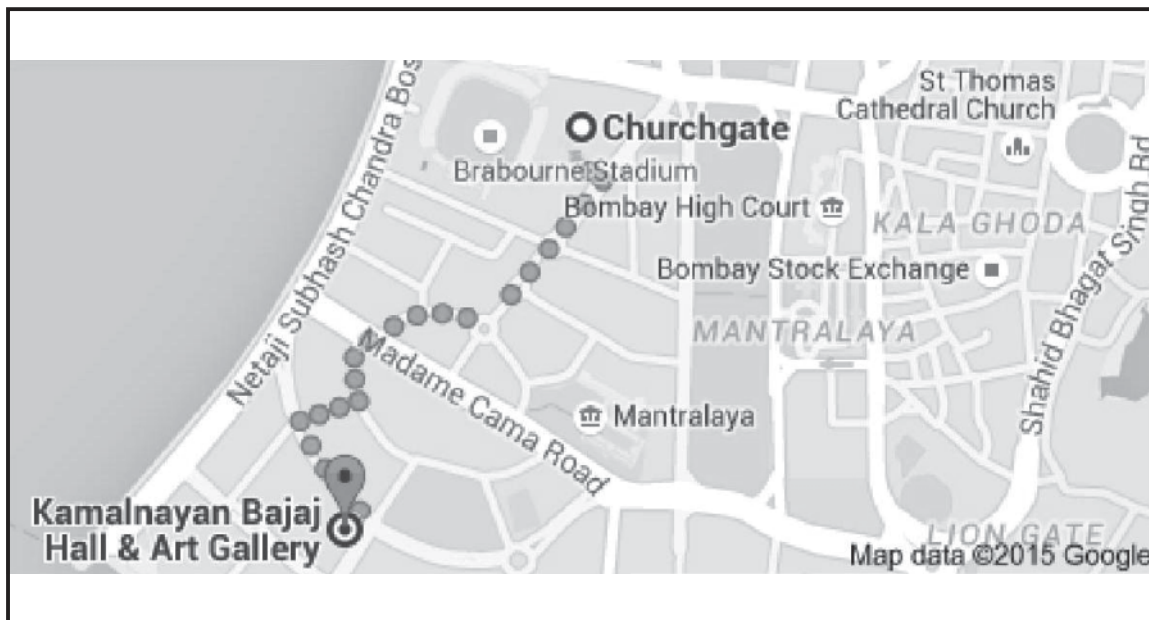 St Thomas
Cathedral Church
Churchgate
Brabourne Stadium
Bombay High Court
KALA GHODA
Bombay Stock Exchange
MANTRALAYA
Netaji Subhash Chandra Bos
Madame Cama Road
Mantralaya
Shahid Bhagat Singh Rd
Kamalnayan Bajaj
Hall & Art Gallery
LION GATE
Map data ©2015 Google